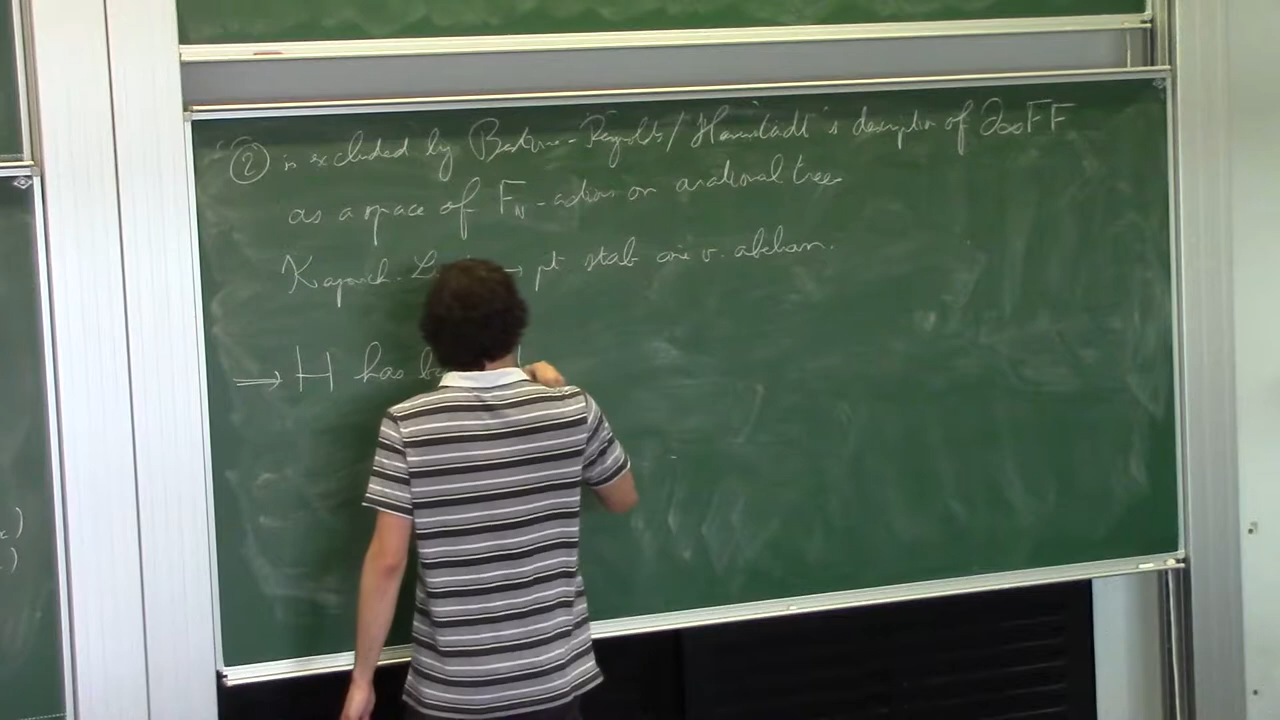 ② is excluded by Bestvina-Reynolds/Hamenstädt's description of ∂∞FF
as a space of F_N-actions on arational trees
Kapovich-L → pt stab are v. abelian.
→ H has b
x)
)